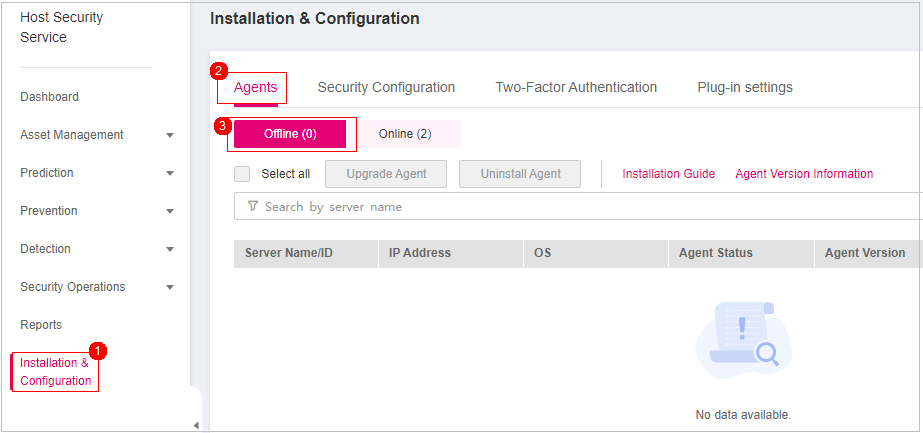 Host Security
Service
Installation & Configuration
Dashboard
Asset Management
Prediction
Prevention
Detection
Security Operations
Reports
1
Installation &
Configuration
2
Agents Security Configuration Two-Factor Authentication Plug-in settings
3
Offline (0) Online (2)
Select all Upgrade Agent Uninstall Agent Installation Guide Agent Version Information
Search by server name
Server Name/ID IP Address OS Agent Status Agent Version
!
No data available.